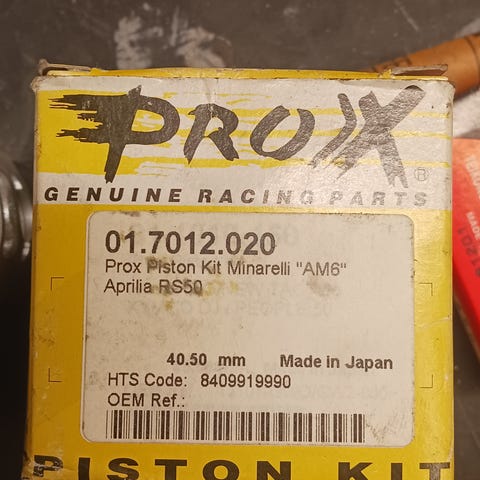 PROX®
GENUINE RACING PARTS
01.7012.020
Prox Piston Kit Minarelli "AM6"
Aprilia RS50
40.50 mm Made in Japan
HTS Code: 8409919990
OEM Ref.:
PISTON KIT